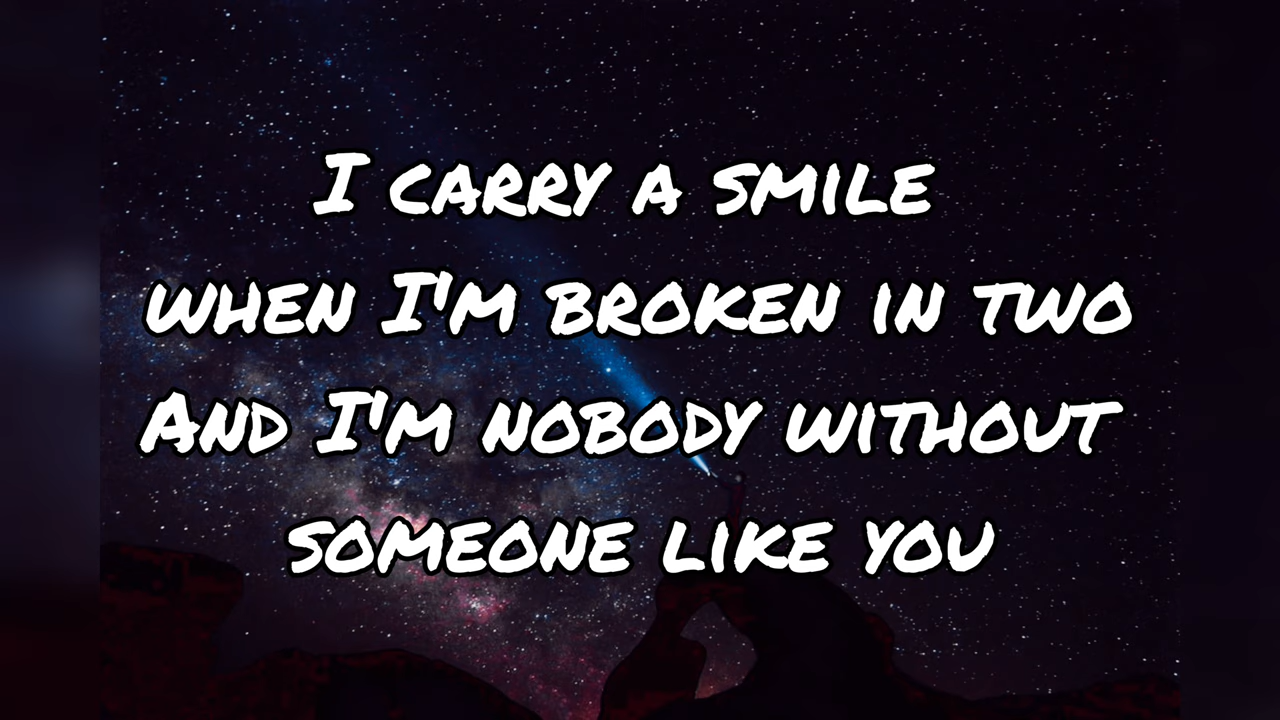 I carry a smile
when I'm broken in two
And I'm nobody without
someone like you